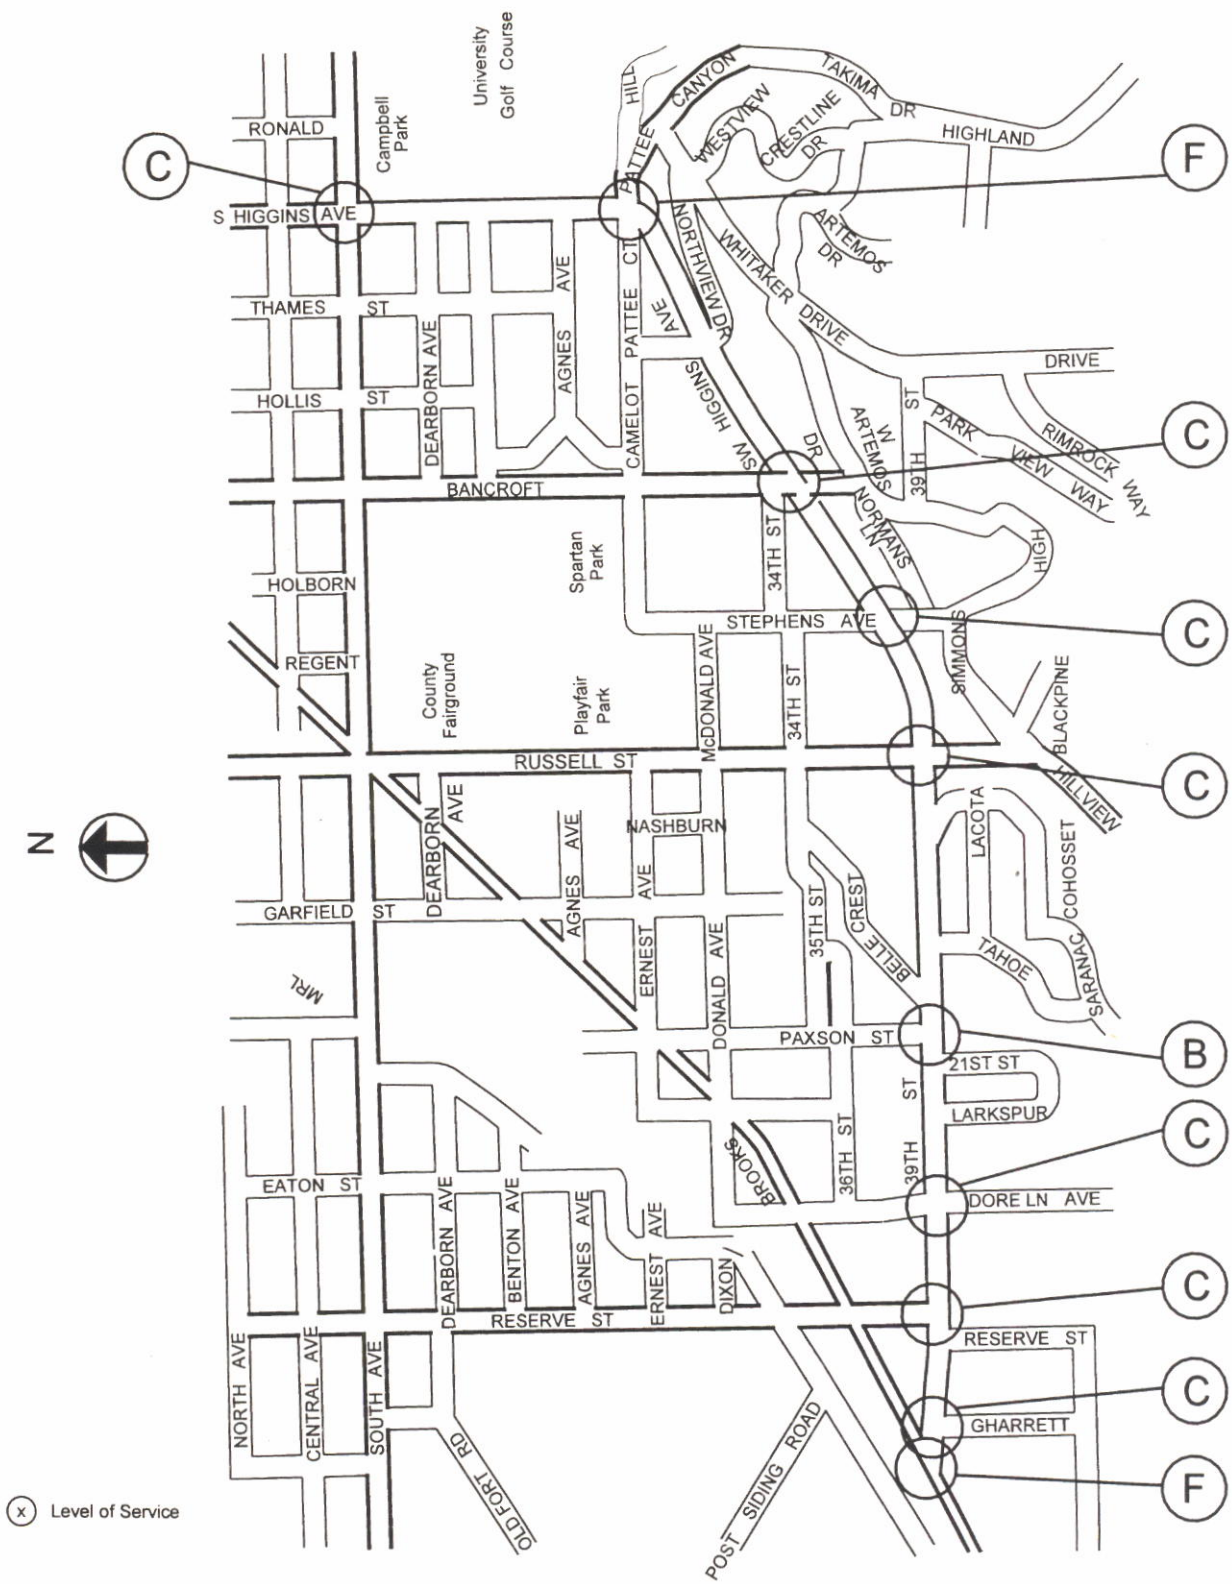 University
Golf Course
HILL
CANYON
TAKIMA
DR
RONALD
Campbell
Park
PATTEE
WESTVIEW
CRESTLINE
DR
HIGHLAND
C
F
S HIGGINS AVE
NORTHVIEW DR
WHITAKER DRIVE
ARTEMOS
DR
THAMES ST
AVE
AGNES
DEARBORN AVE
CAMELOT PATTEE CT
AVE
SW HIGGINS
DRIVE
HOLLIS ST
DR
W
ARTEMOS
39TH ST
PARK
VIEW WAY
RIMROCK
WAY
C
BANCROFT
34TH ST
NORMANS
LN
HIGH
Spartan
Park
HOLBORN
STEPHENS AVE
SIMMONS
C
REGENT
County
Fairground
Playfair
Park
McDONALD AVE
34TH ST
BLACKPINE
RUSSELL ST
HILLVIEW
C
N
DEARBORN
AVE
AGNES AVE
NASHBURN
LACOTA
COHOSSET
GARFIELD ST
ERNEST AVE
DONALD AVE
35TH ST
BELLE CREST
TAHOE
SARANAC
MRL
PAXSON ST
B
21ST ST
LARKSPUR
C
EATON ST
BROOKS
36TH ST
39TH ST
DORE LN AVE
DEARBORN AVE
BENTON AVE
AGNES AVE
ERNEST AVE
DIXON
C
RESERVE ST
RESERVE ST
NORTH AVE
CENTRAL AVE
SOUTH AVE
C
GHARRETT
OLD FORT RD
POST SIDING ROAD
F
x Level of Service